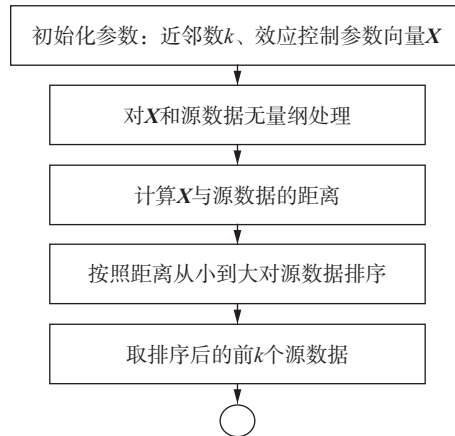 初始化参数：近邻数k、效应控制参数向量X
对X和源数据无量纲处理
计算X与源数据的距离
按照距离从小到大对源数据排序
取排序后的前k个源数据